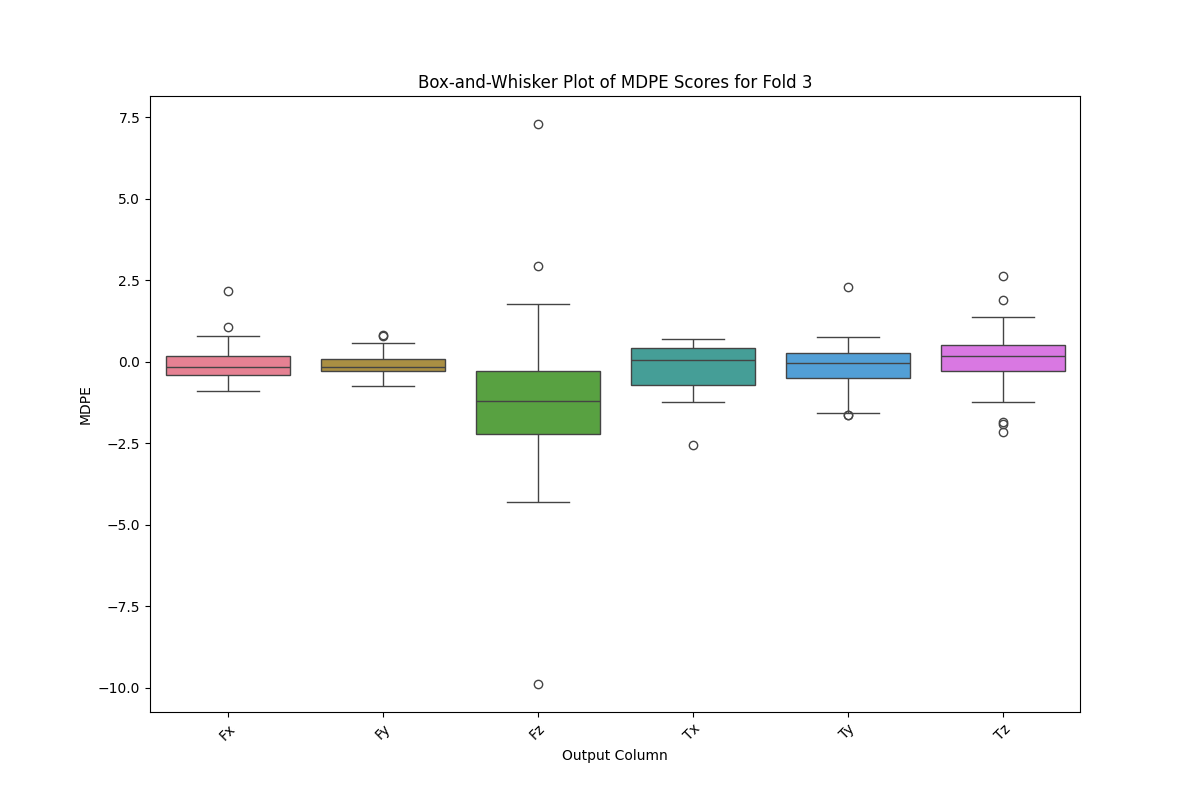 Box-and-Whisker Plot of MDPE Scores for Fold 3
7.5
5.0
2.5
0.0
−2.5
−5.0
−7.5
−10.0
MDPE
Fx
Fy
Fz
Tx
Ty
Tz
Output Column